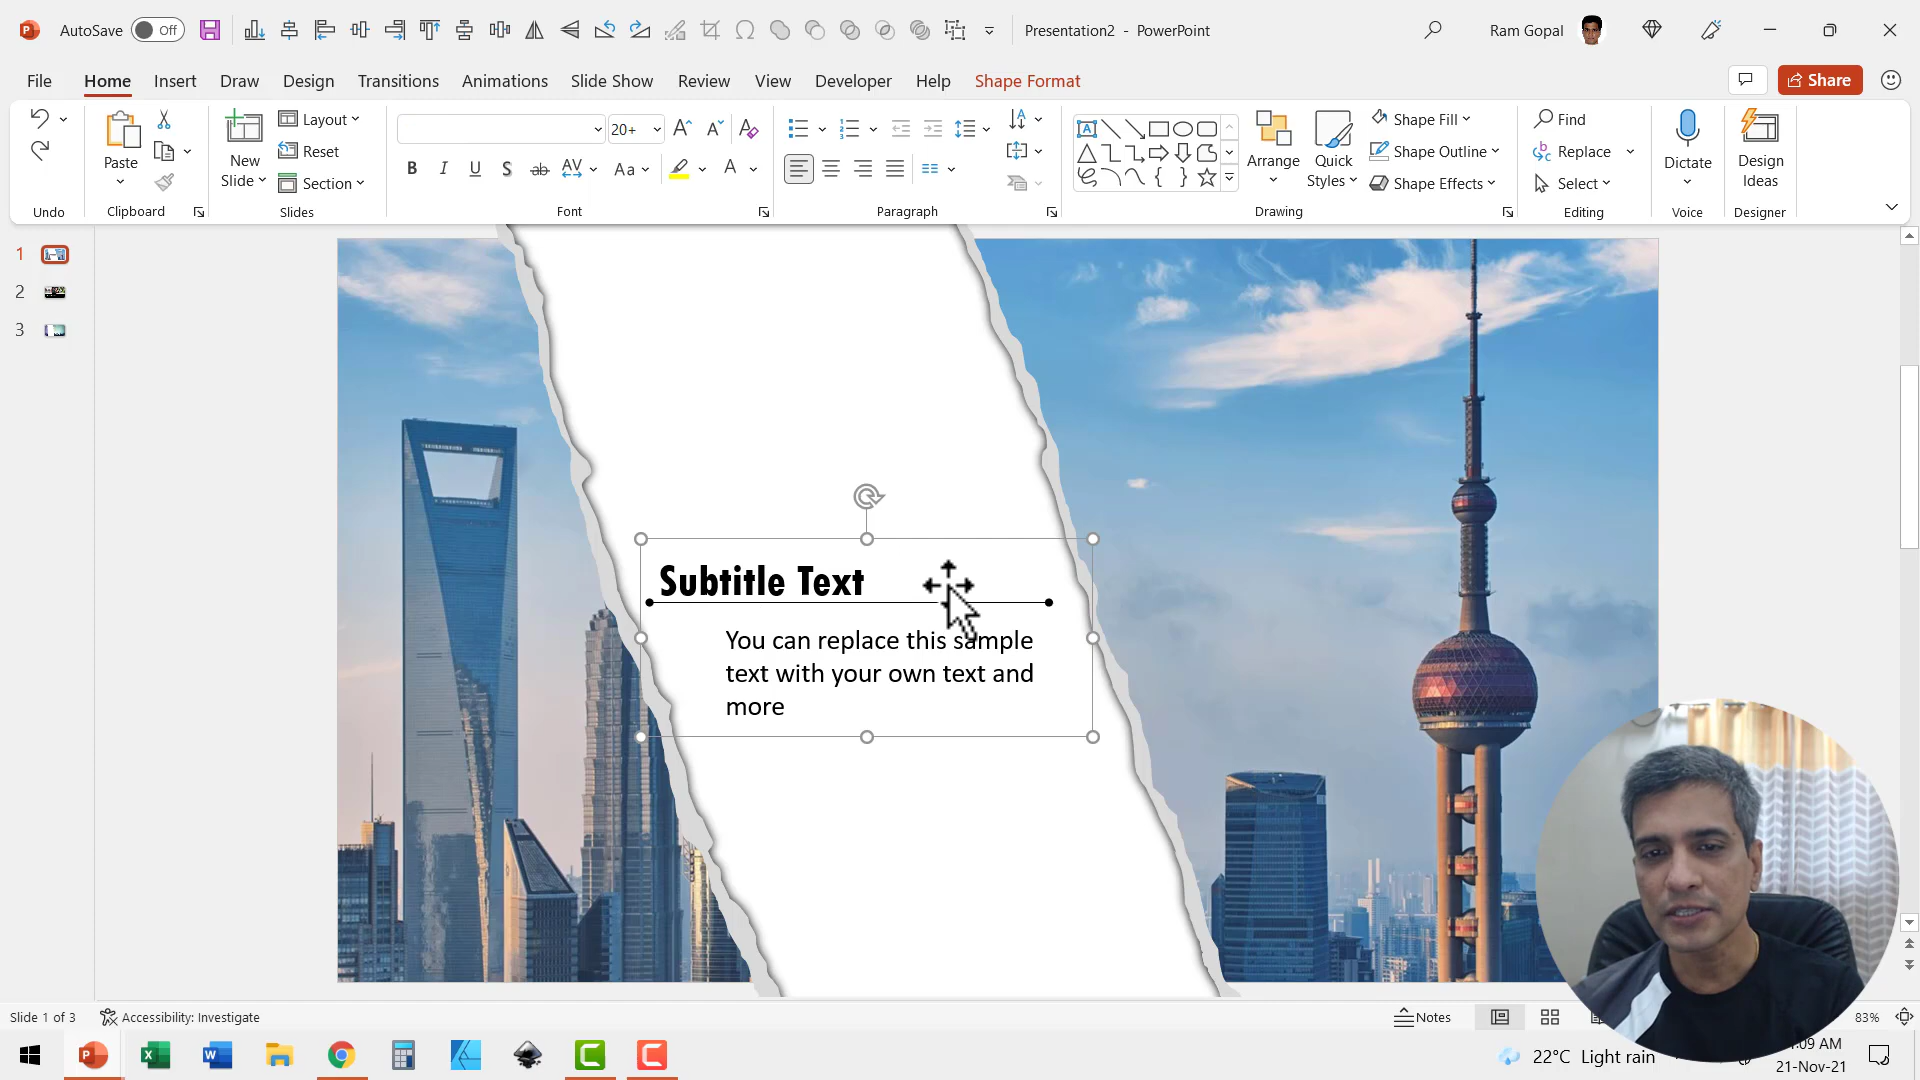 AutoSave Off
Presentation2 - PowerPoint
Ram Gopal
File Home Insert Draw Design Transitions Animations Slide Show Review View Developer Help Shape Format
Share
Paste
Clipboard
Undo
New Slide
Layout
Reset
Section
Slides
20+
Font
Paragraph
Arrange
Quick Styles
Shape Fill
Shape Outline
Shape Effects
Drawing
Find
Replace
Select
Editing
Dictate
Voice
Design Ideas
Designer
1
2
3
Subtitle Text
You can replace this sample
text with your own text and
more
Slide 1 of 3
Accessibility: Investigate
Notes
83%
22°C Light rain
:09 AM
21-Nov-21